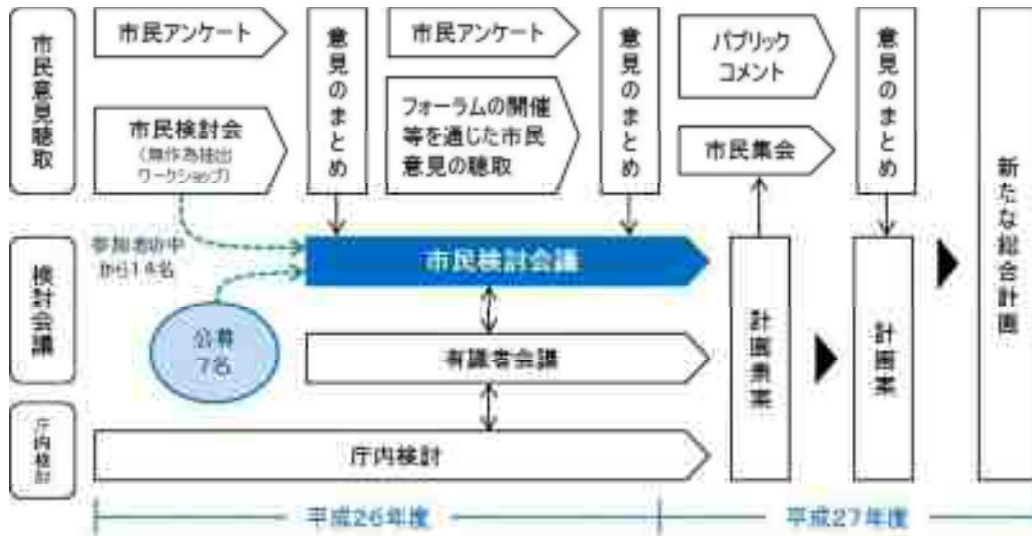 市民意見聴取
市民アンケート
市民検討会
（無作為抽出
ワークショップ）
意見のまとめ
市民アンケート
フォーラムの開催
等を通じた市民
意見の聴取
意見のまとめ
パブリック
コメント
市民集会
意見のまとめ
新たな総合計画
検討会議
参加者の中
から14名
公募
7名
市民検討会議
有識者会議
計画素案
計画案
庁内検討
庁内検討
平成26年度
平成27年度